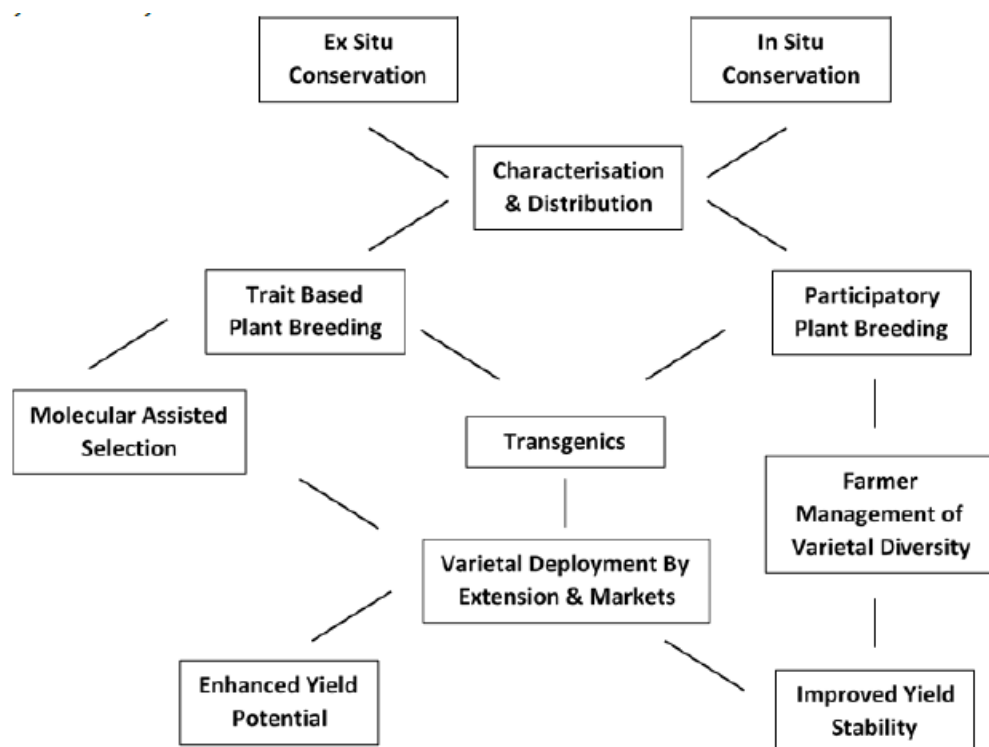 Ex Situ
Conservation
In Situ
Conservation
Characterisation
& Distribution
Trait Based
Plant Breeding
Participatory
Plant Breeding
Molecular Assisted
Selection
Transgenics
Farmer
Management of
Varietal Diversity
Varietal Deployment By
Extension & Markets
Enhanced Yield
Potential
Improved Yield
Stability